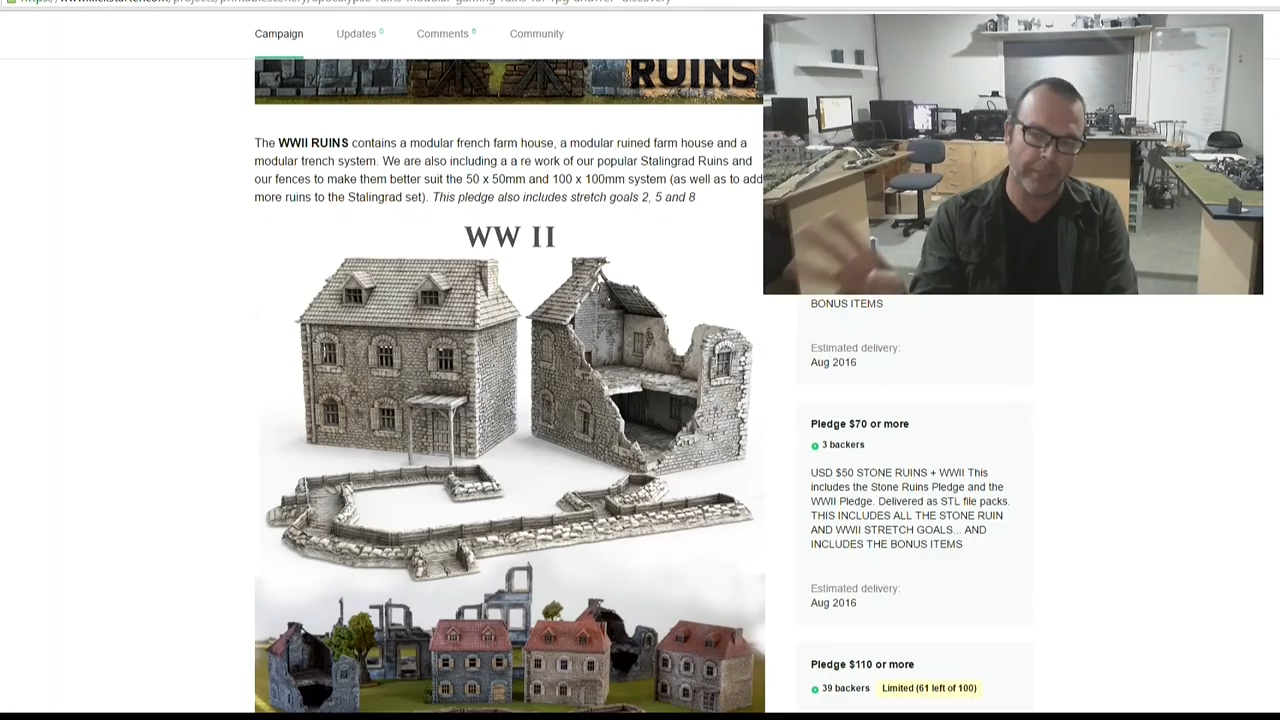 Campaign Updates 0 Comments 6 Community
RUINS
The WWII RUINS contains a modular french farm house, a modular ruined farm house and a
modular trench system. We are also including a a re work of our popular Stalingrad Ruins and
our fences to make them better suit the 50 x 50mm and 100 x 100mm system (as well as to add
more ruins to the Stalingrad set). This pledge also includes stretch goals 2, 5 and 8
WW II
BONUS ITEMS
Estimated delivery:
Aug 2016
Pledge $70 or more
3 backers
USD $50 STONE RUINS + WWII This
includes the Stone Ruins Pledge and the
WWII Pledge. Delivered as STL file packs.
THIS INCLUDES ALL THE STONE RUIN
AND WWII STRETCH GOALS... AND
INCLUDES THE BONUS ITEMS
Estimated delivery:
Aug 2016
Pledge $110 or more
39 backers Limited (61 left of 100)